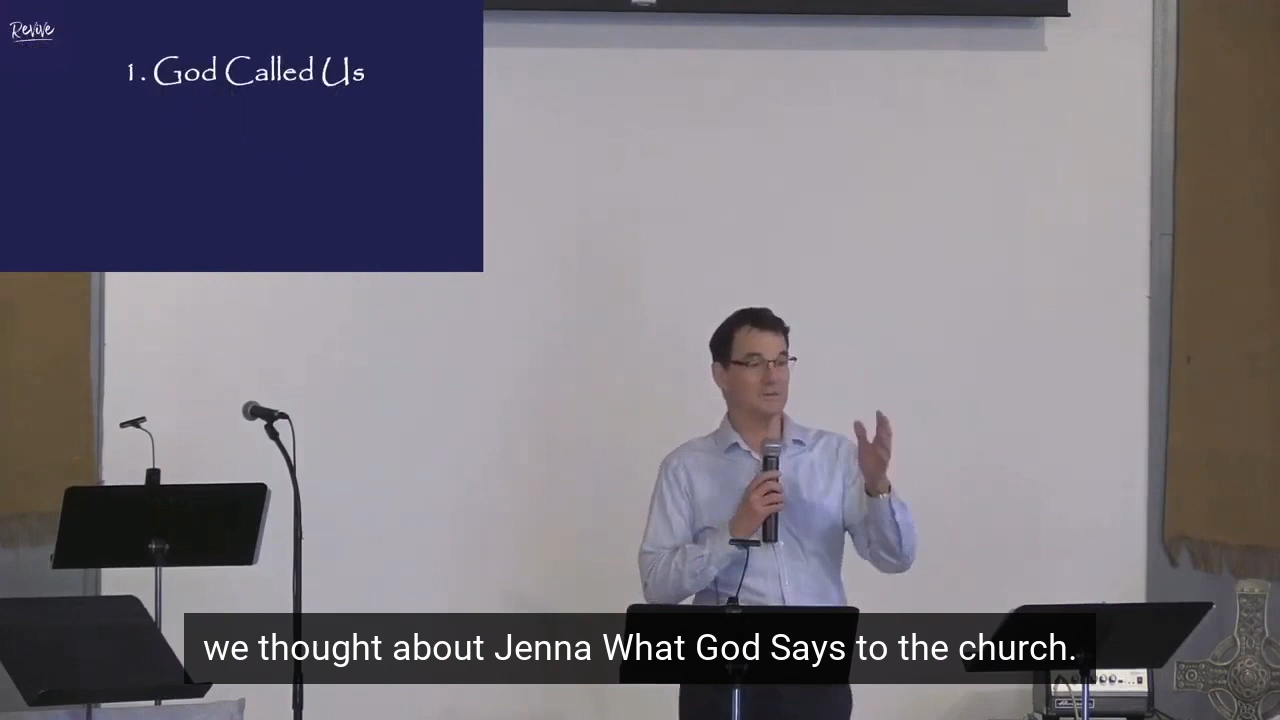 Revive
1. God Called Us
we thought about Jenna What God Says to the church.